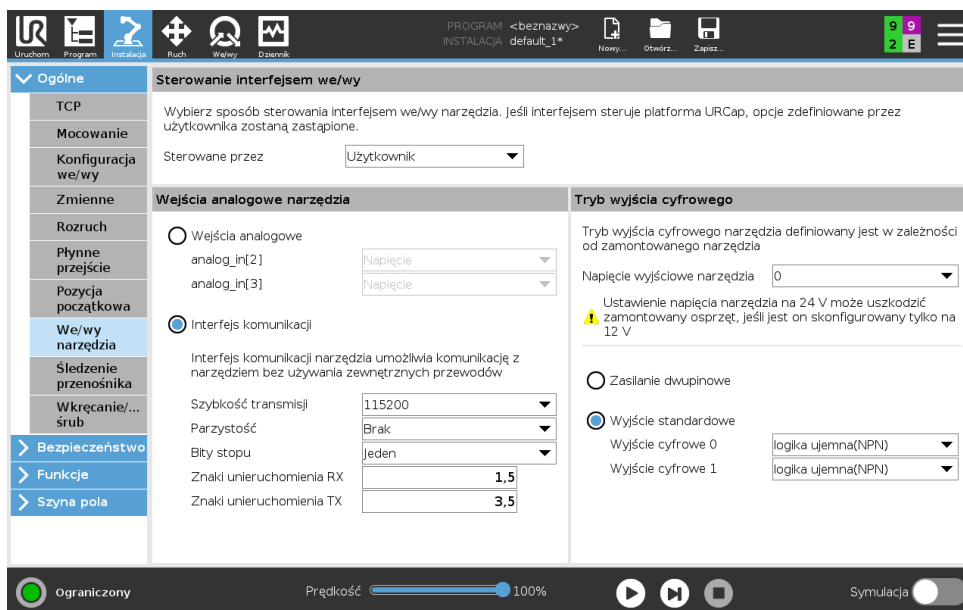 UR
PROGRAM <beznazwy>
INSTALACJA default_1*
Uruchom Program Instalacja Ruch We/wy Dziennik
Nowy... Otwórz... Zapisz...
9 9
2 E
Ogólne
TCP
Mocowanie
Konfiguracja
we/wy
Zmienne
Rozruch
Płynne
przejście
Pozycja
początkowa
We/wy
narzędzia
Śledzenie
przenośnika
Wkręcanie/...
śrub
Bezpieczeństwo
Funkcje
Szyna pola
Sterowanie interfejsem we/wy
Wybierz sposób sterowania interfejsem we/wy narzędzia. Jeśli interfejsem steruje platforma URCap, opcje zdefiniowane przez
użytkownika zostaną zastąpione.
Sterowane przez Użytkownik
Wejścia analogowe narzędzia
Wejścia analogowe
analog_in[2] Napięcie
analog_in[3] Napięcie
Interfejs komunikacji
Interfejs komunikacji narzędzia umożliwia komunikację z
narzędziem bez używania zewnętrznych przewodów
Szybkość transmisji 115200
Parzystość Brak
Bity stopu Jeden
Znaki unieruchomienia RX 1,5
Znaki unieruchomienia TX 3,5
Tryb wyjścia cyfrowego
Tryb wyjścia cyfrowego narzędzia definiowany jest w zależności
od zamontowanego narzędzia
Napięcie wyjściowe narzędzia 0
Ustawienie napięcia narzędzia na 24 V może uszkodzić
zamontowany osprzęt, jeśli jest on skonfigurowany tylko na
12 V
Zasilanie dwupinowe
Wyjście standardowe
Wyjście cyfrowe 0 logika ujemna(NPN)
Wyjście cyfrowe 1 logika ujemna(NPN)
Ograniczony
Prędkość 100%
Symulacja